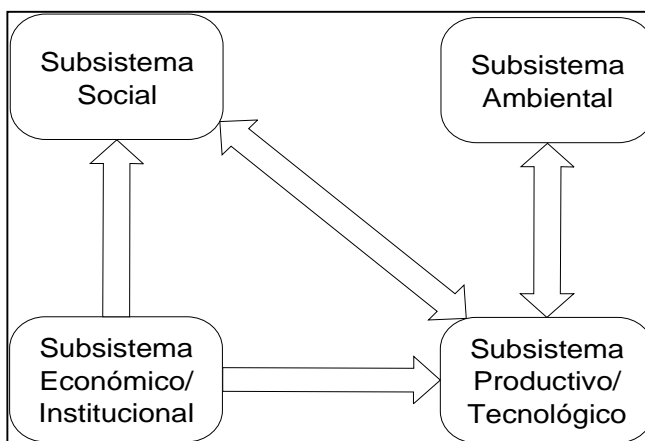 Subsistema
Social
Subsistema
Ambiental
Subsistema
Económico/
Institucional
Subsistema
Productivo/
Tecnológico